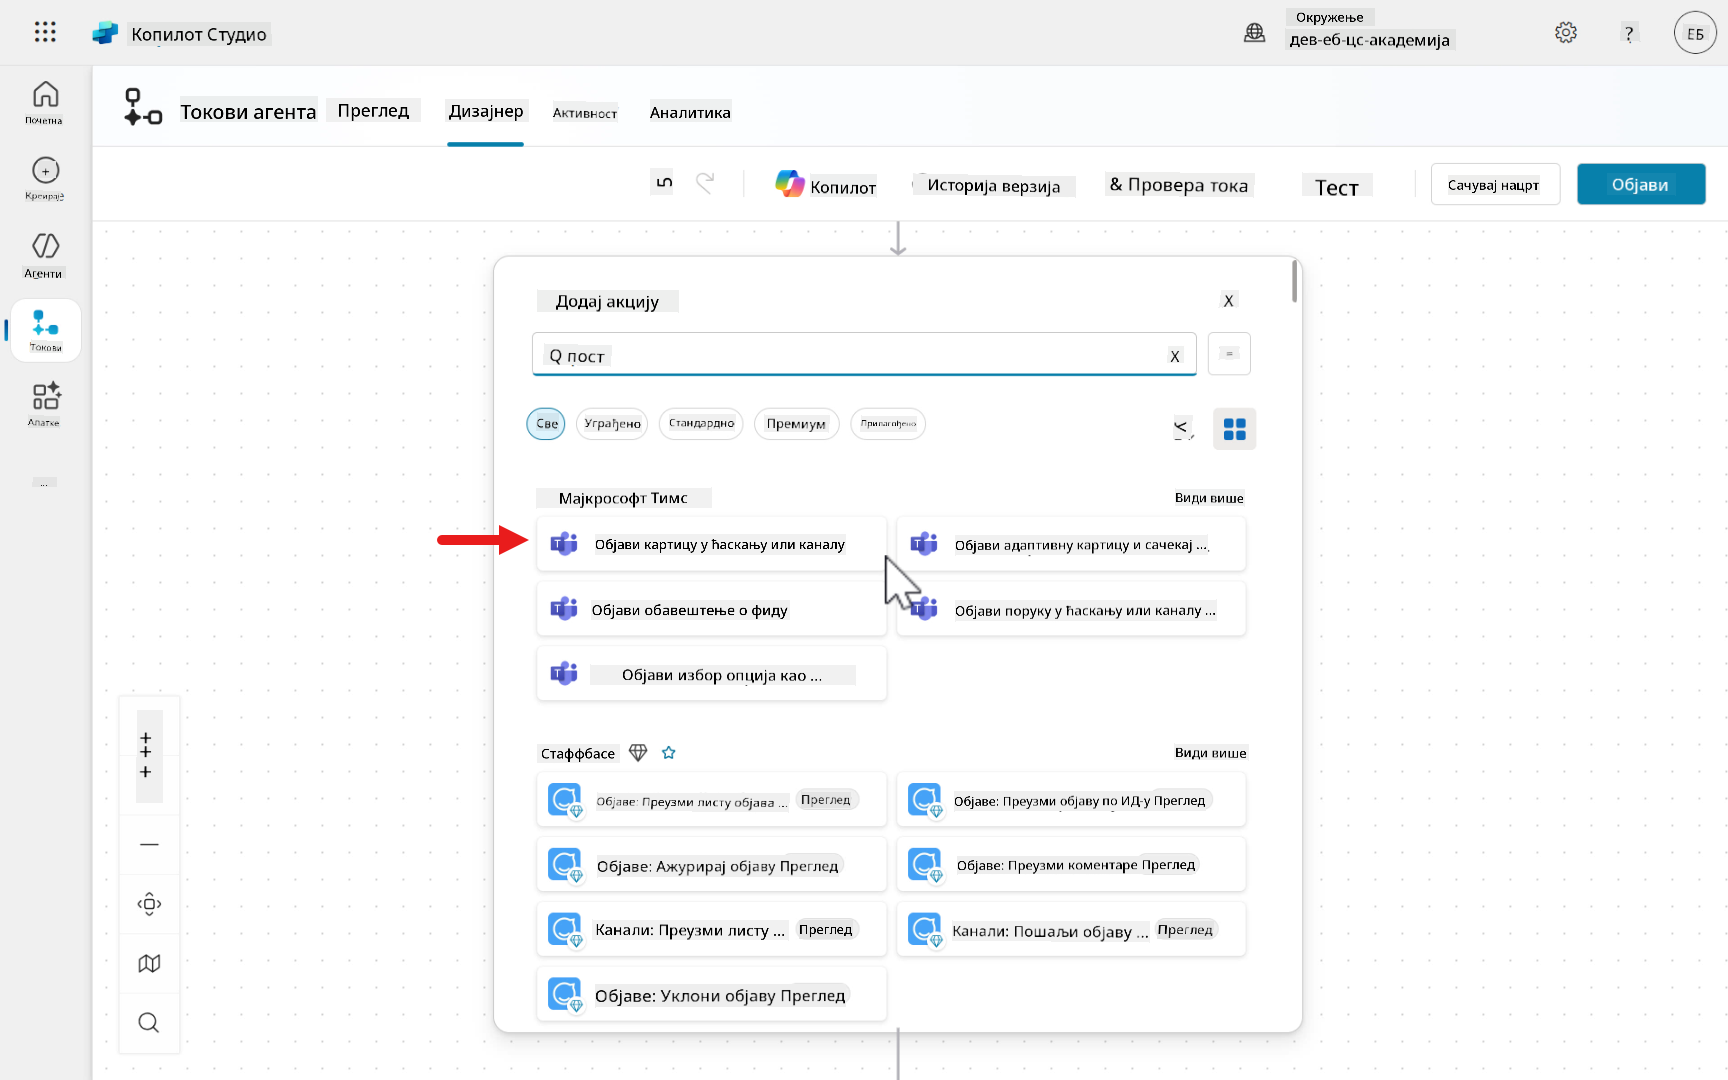 Копилот Студио
Окружење
дев-еб-цс-академија
?
ЕБ
Почетна
Креирај
Агенти
Токови
Алатке
...
Токови агента
Преглед
Дизајнер
Активност
Аналитика
Копилот
Историја верзија
& Провера тока
Тест
Сачувај нацрт
Објави
Додај акцију
X
Q пост
X
Све
Уграђено
Стандардно
Премиум
Прилагођено
Мајкрософт Тимс
Види више
Објави картицу у ћаскању или каналу
Објави адаптивну картицу и сачекај ...
Објави обавештење о фиду
Објави поруку у ћаскању или каналу ...
Објави избор опција као ...
Стаффбасе
Види више
Објаве: Преузми листу објава ... Преглед
Објаве: Преузми објаву по ИД-у Преглед
Објаве: Ажурирај објаву Преглед
Објаве: Преузми коментаре Преглед
Канали: Преузми листу ... Преглед
Канали: Пошаљи објаву ... Преглед
Објаве: Уклони објаву Преглед